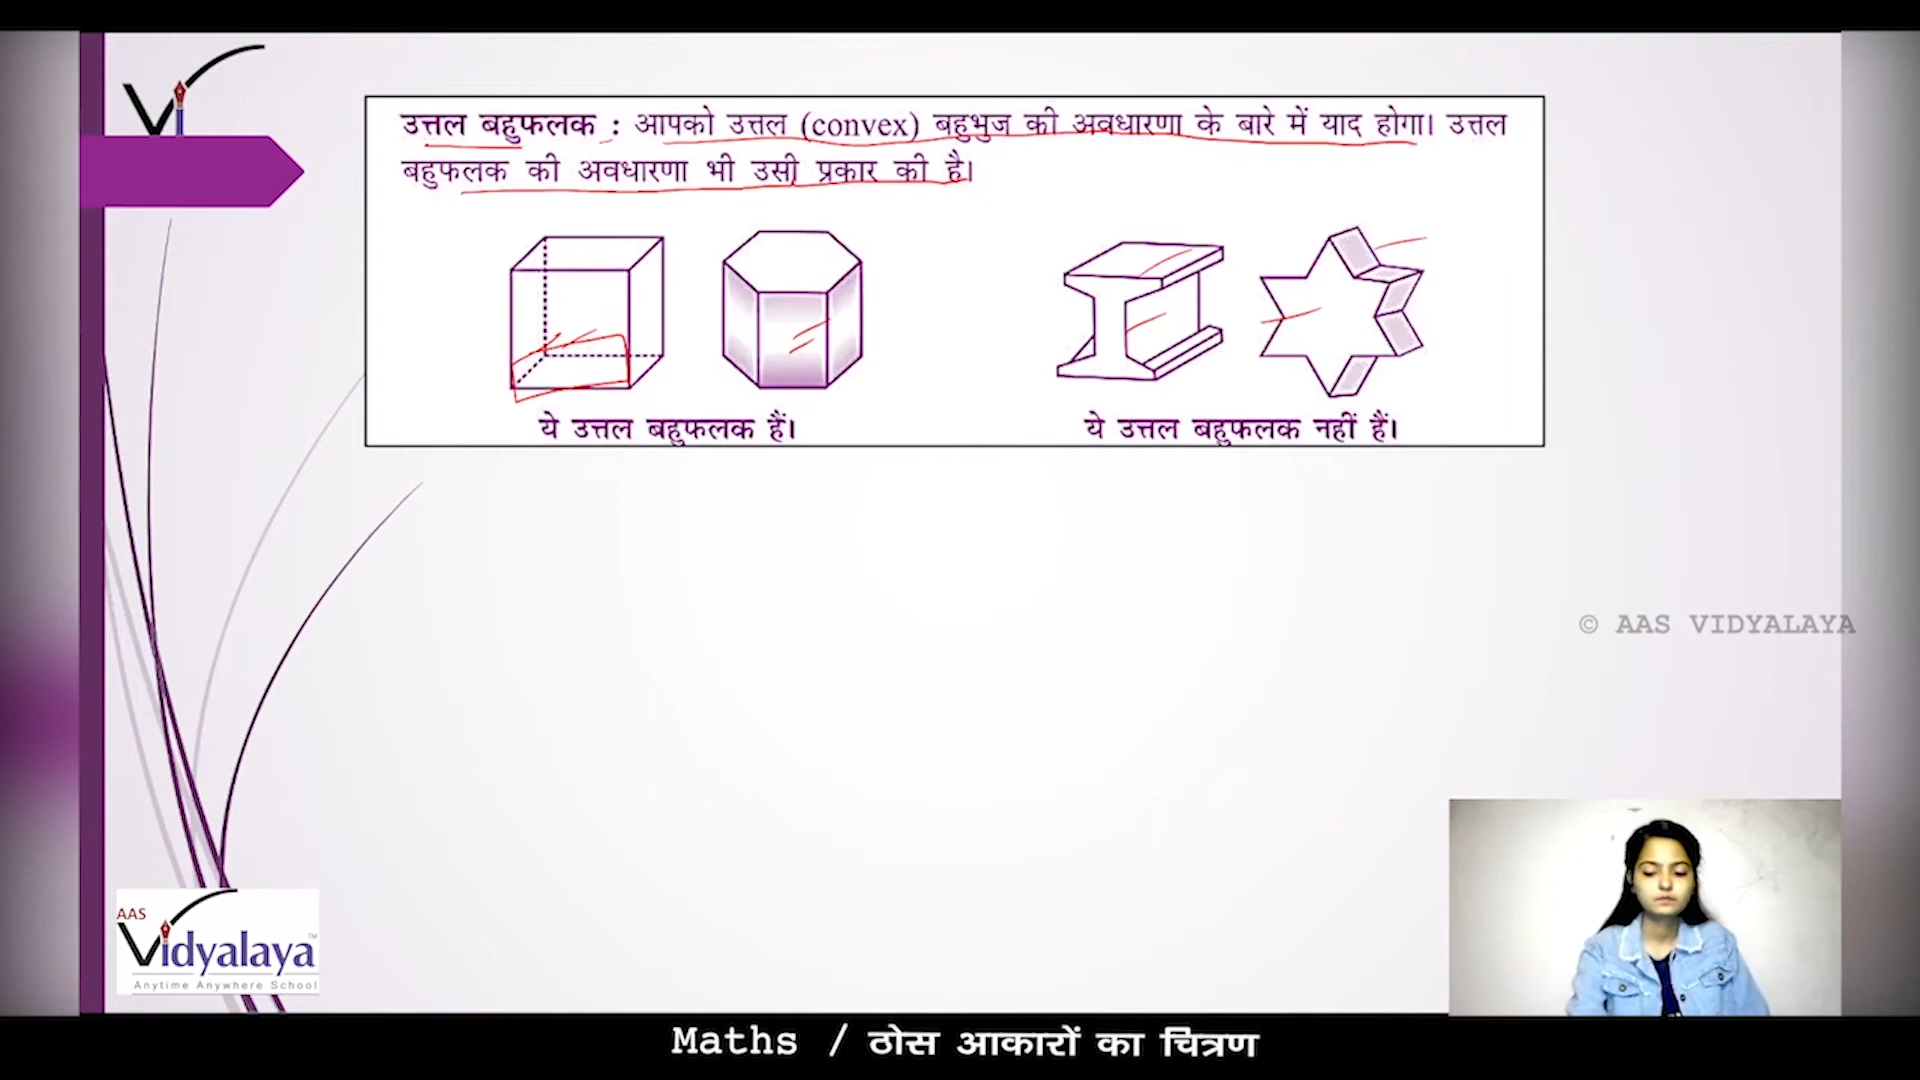 उत्तल बहुफलक : आपको उत्तल (convex) बहुभुज की अवधारणा के बारे में याद होगा। उत्तल
बहुफलक की अवधारणा भी उसी प्रकार की है।
ये उत्तल बहुफलक हैं।
ये उत्तल बहुफलक नहीं हैं।
© AAS VIDYALAYA
AAS
Vidyalaya
TM
Anytime Anywhere School
Maths / ठोस आकारों का चित्रण